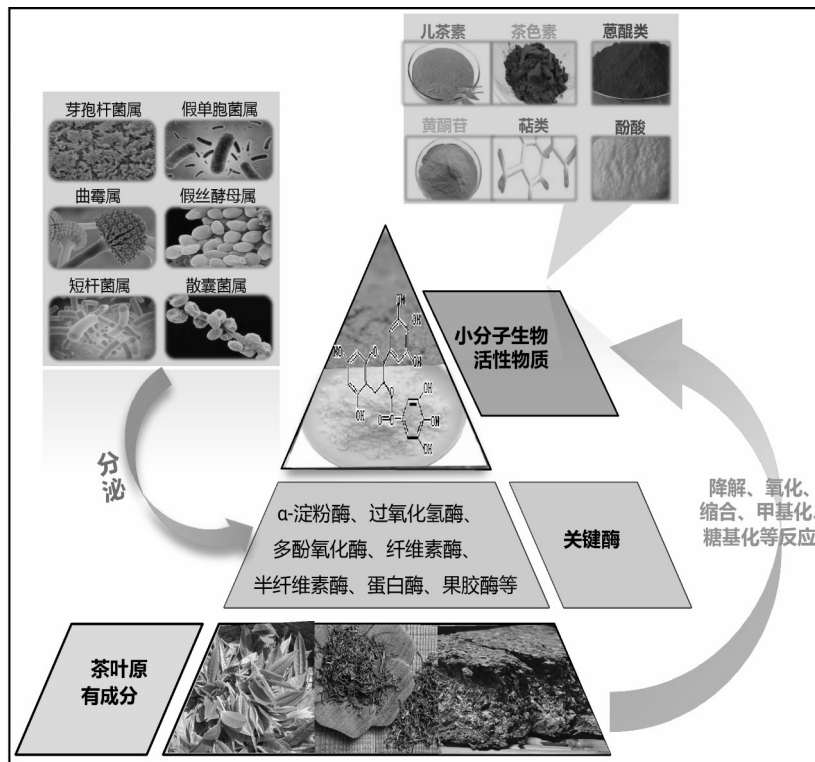 儿茶素
茶色素
蒽醌类
黄酮苷
萜类
酚酸
芽孢杆菌属
假单胞菌属
曲霉属
假丝酵母属
短杆菌属
散囊菌属
小分子生物
活性物质
分
泌
α-淀粉酶、过氧化氢酶、
多酚氧化酶、纤维素酶、
半纤维素酶、蛋白酶、果胶酶等
关键酶
降解、氧化、
缩合、甲基化、
糖基化等反应
茶叶原
有成分